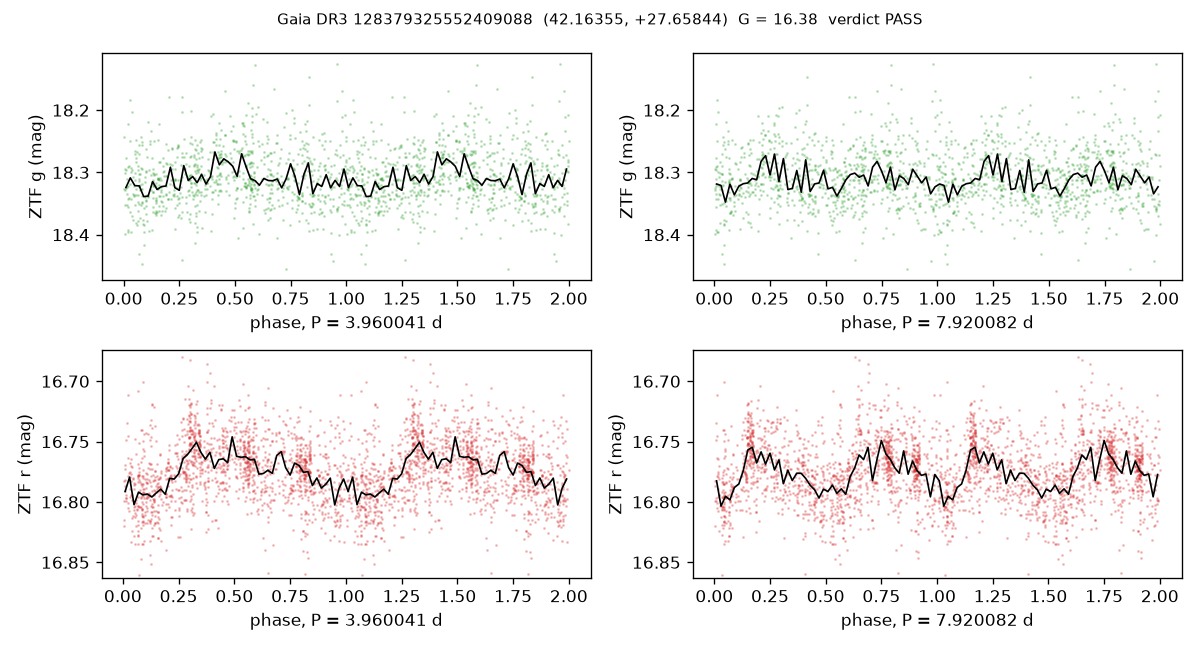 Gaia DR3 128379325552409088 (42.16355, +27.65844) G = 16.38 verdict PASS
ZTF g (mag)
18.2
18.3
18.4
0.00 0.25 0.50 0.75 1.00 1.25 1.50 1.75 2.00
phase, P = 3.960041 d
ZTF g (mag)
18.2
18.3
18.4
0.00 0.25 0.50 0.75 1.00 1.25 1.50 1.75 2.00
phase, P = 7.920082 d
ZTF r (mag)
16.70
16.75
16.80
16.85
0.00 0.25 0.50 0.75 1.00 1.25 1.50 1.75 2.00
phase, P = 3.960041 d
ZTF r (mag)
16.70
16.75
16.80
16.85
0.00 0.25 0.50 0.75 1.00 1.25 1.50 1.75 2.00
phase, P = 7.920082 d